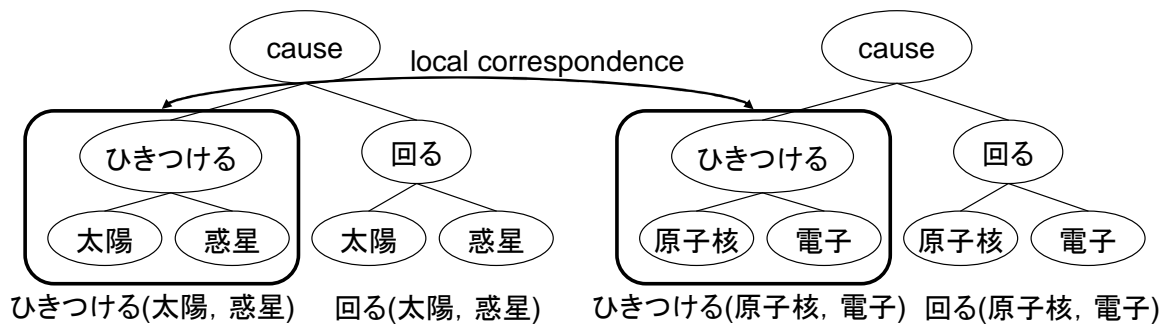 cause
local correspondence
cause
ひきつける
回る
ひきつける
回る
太陽
惑星
太陽
惑星
原子核
電子
原子核
電子
ひきつける(太陽, 惑星)
回る(太陽, 惑星)
ひきつける(原子核, 電子)
回る(原子核, 電子)